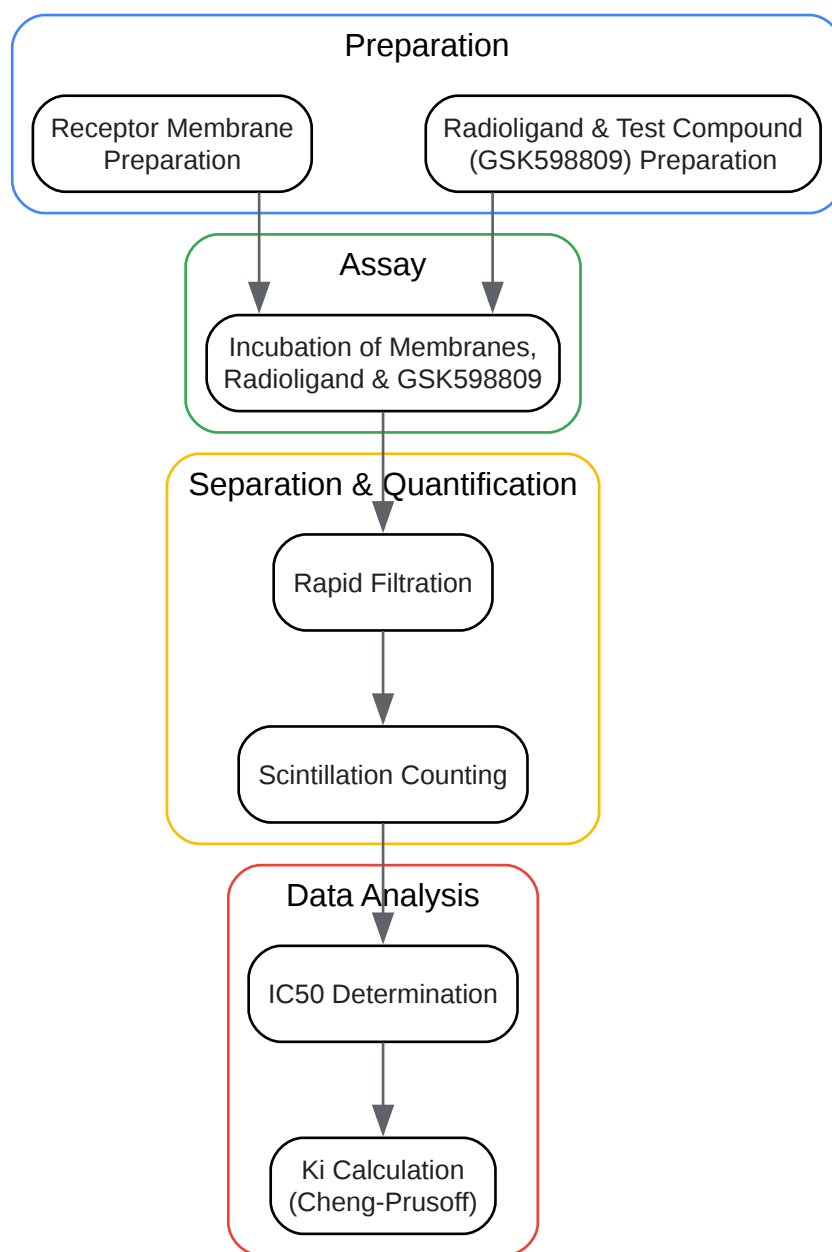 Preparation
Receptor Membrane
Preparation
Radioligand & Test Compound
(GSK598809) Preparation
Assay
Incubation of Membranes,
Radioligand & GSK598809
Separation & Quantification
Rapid Filtration
Scintillation Counting
Data Analysis
IC50 Determination
Ki Calculation
(Cheng-Prusoff)